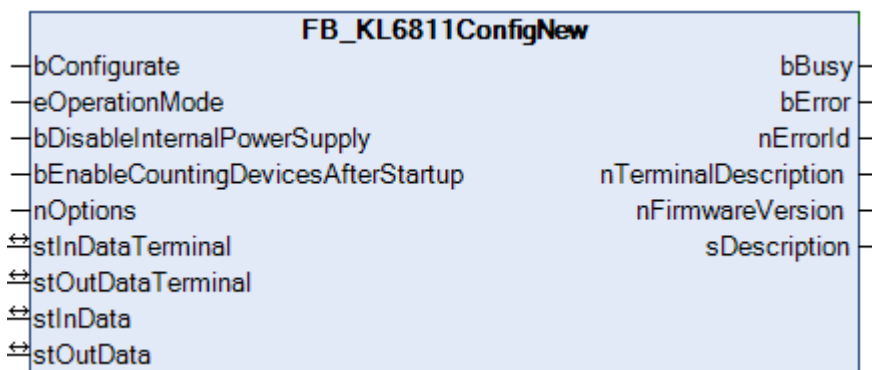 FB_KL6811ConfigNew
bConfigurate bBusy
eOperationMode bError
bDisableInternalPowerSupply nErrorId
bEnableCountingDevicesAfterStartup nTerminalDescription
nOptions nFirmwareVersion
stInDataTerminal sDescription
stOutDataTerminal
stInData
stOutData